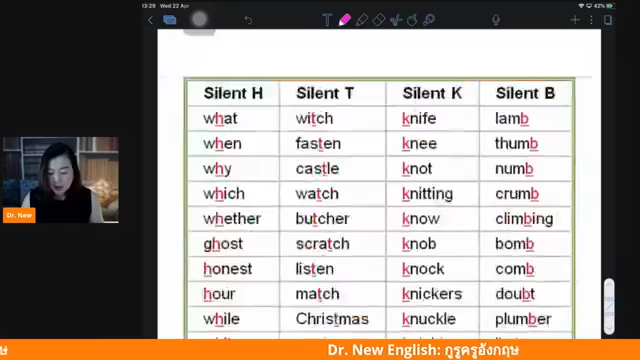 13:29 Wed 22 Apr
42%
Silent H Silent T Silent K Silent B
what witch knife lamb
when fasten knee thumb
why castle knot numb
which watch knitting crumb
whether butcher know climbing
ghost scratch knob bomb
honest listen knock comb
hour match knickers doubt
while Christmas knuckle plumber
Dr. New
Dr. New English: กูรูครูอังกฤษ